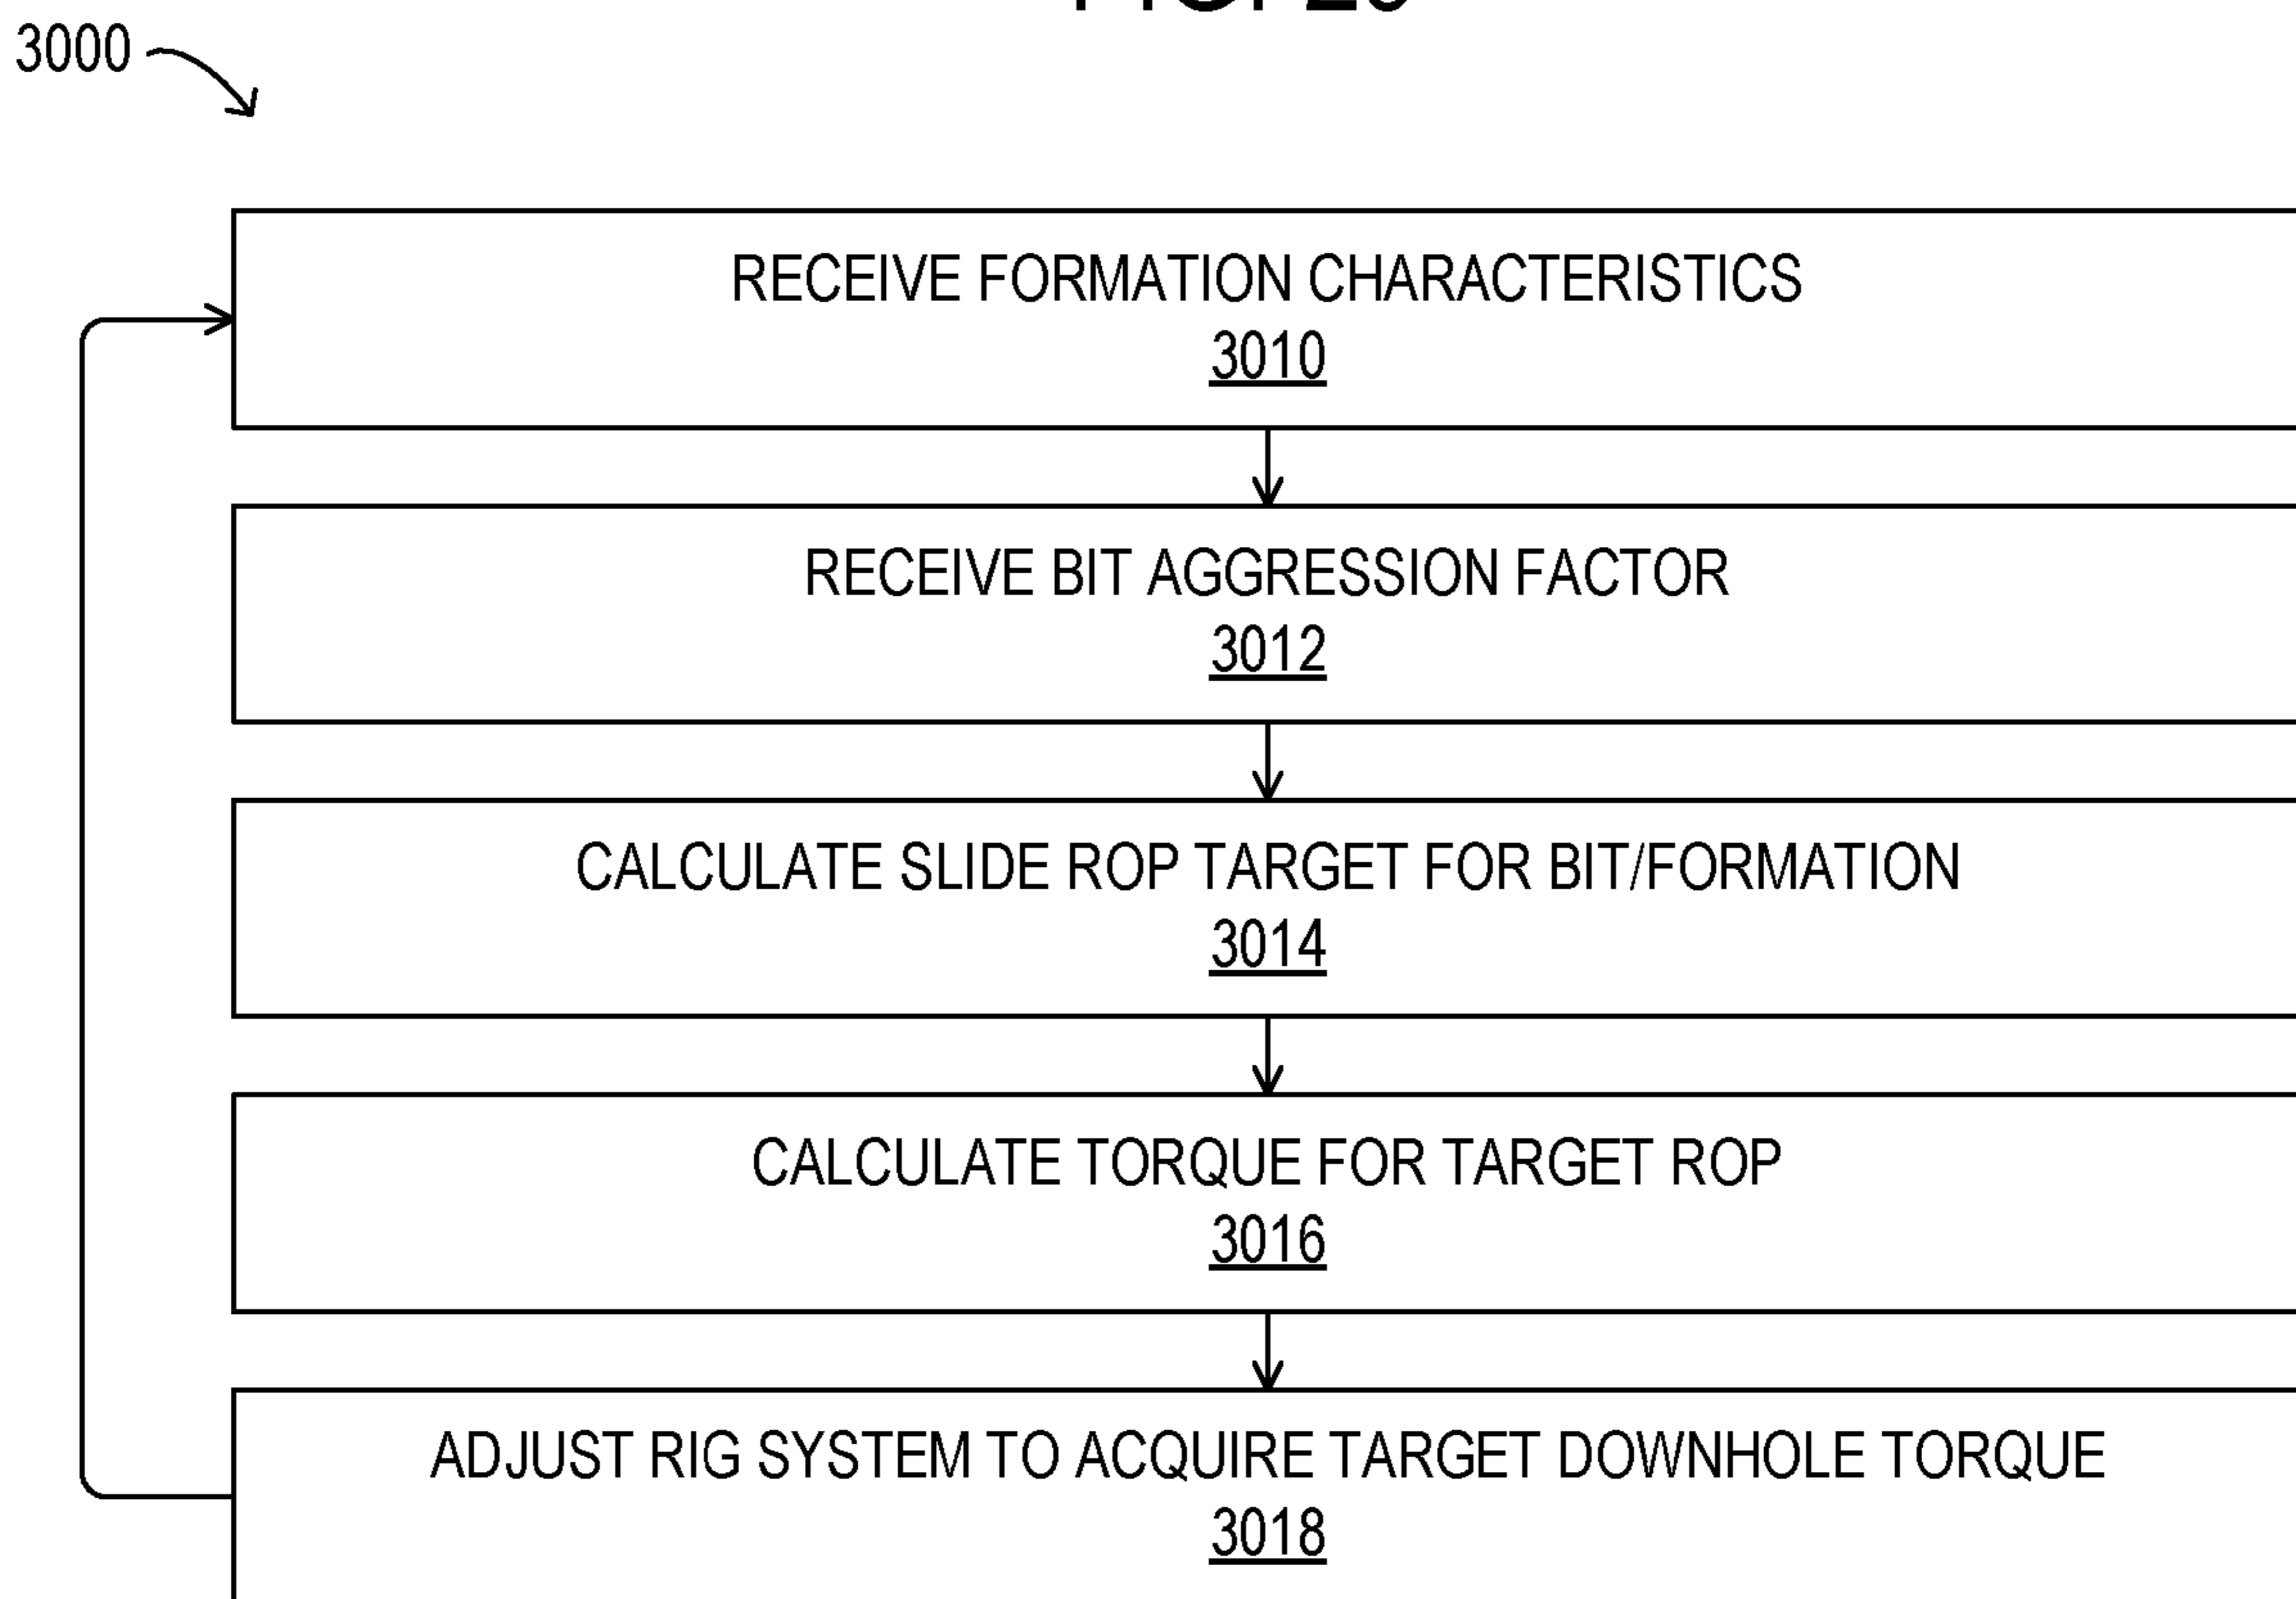 3000
RECEIVE FORMATION CHARACTERISTICS
3010
RECEIVE BIT AGGRESSION FACTOR
3012
CALCULATE SLIDE ROP TARGET FOR BIT/FORMATION
3014
CALCULATE TORQUE FOR TARGET ROP
3016
ADJUST RIG SYSTEM TO ACQUIRE TARGET DOWNHOLE TORQUE
3018